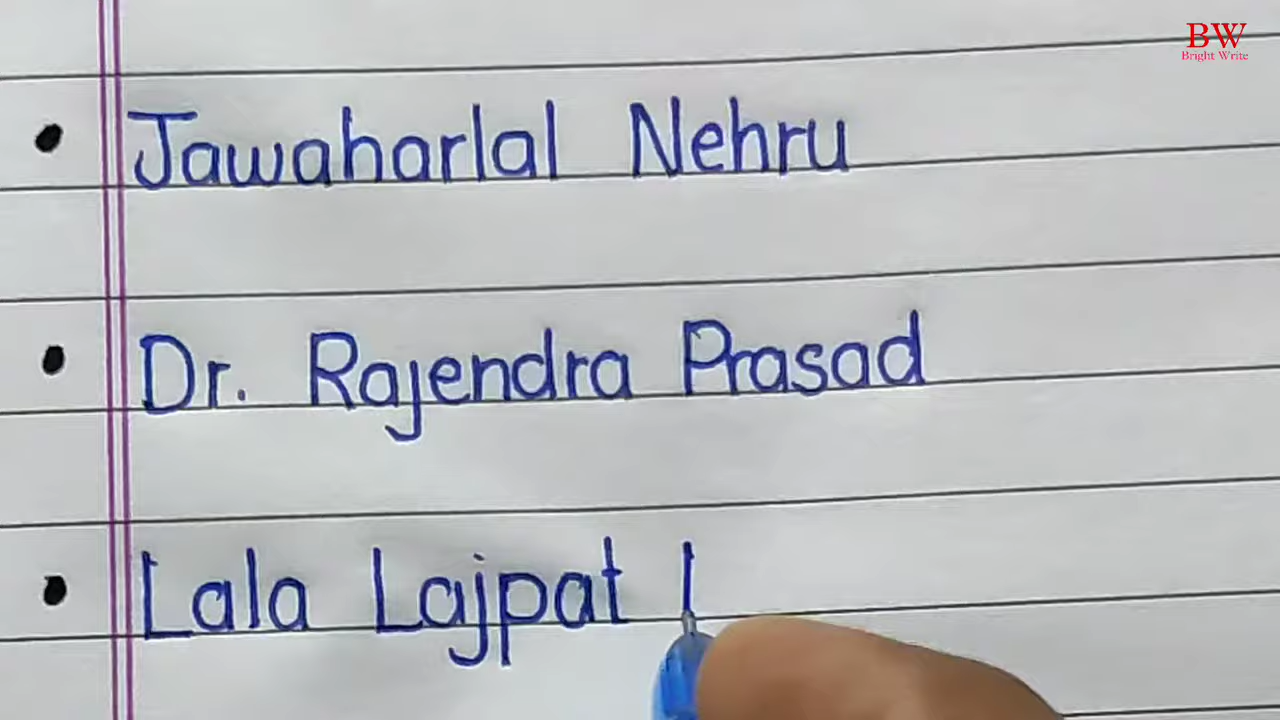 BW
Bright Write
• Jawaharlal Nehru
• Dr. Rajendra Prasad
• Lala Lajpat